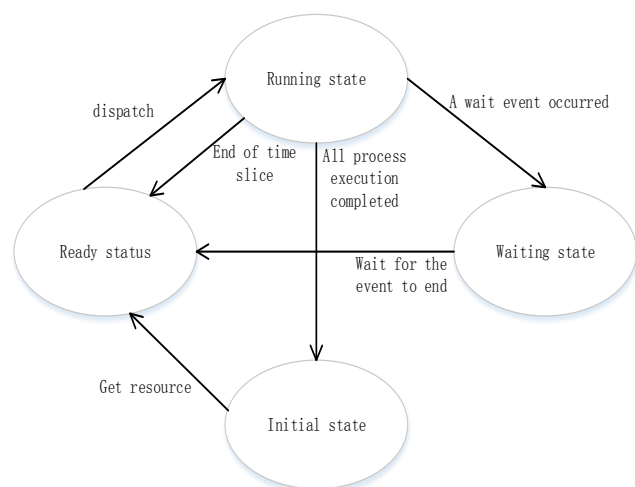 Running state
dispatch
A wait event occurred
End of time
slice
All process
execution
completed
Ready status
Waiting state
Wait for the
event to end
Get resource
Initial state